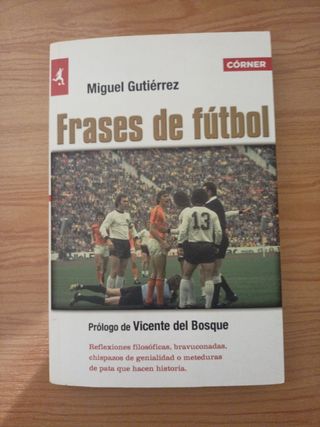 CÓRNER
Miguel Gutiérrez
Frases de fútbol
13
Prólogo de Vicente del Bosque
Reflexiones filosóficas, bravuconadas,
chispazos de genialidad o meteduras
de pata que hacen historia.